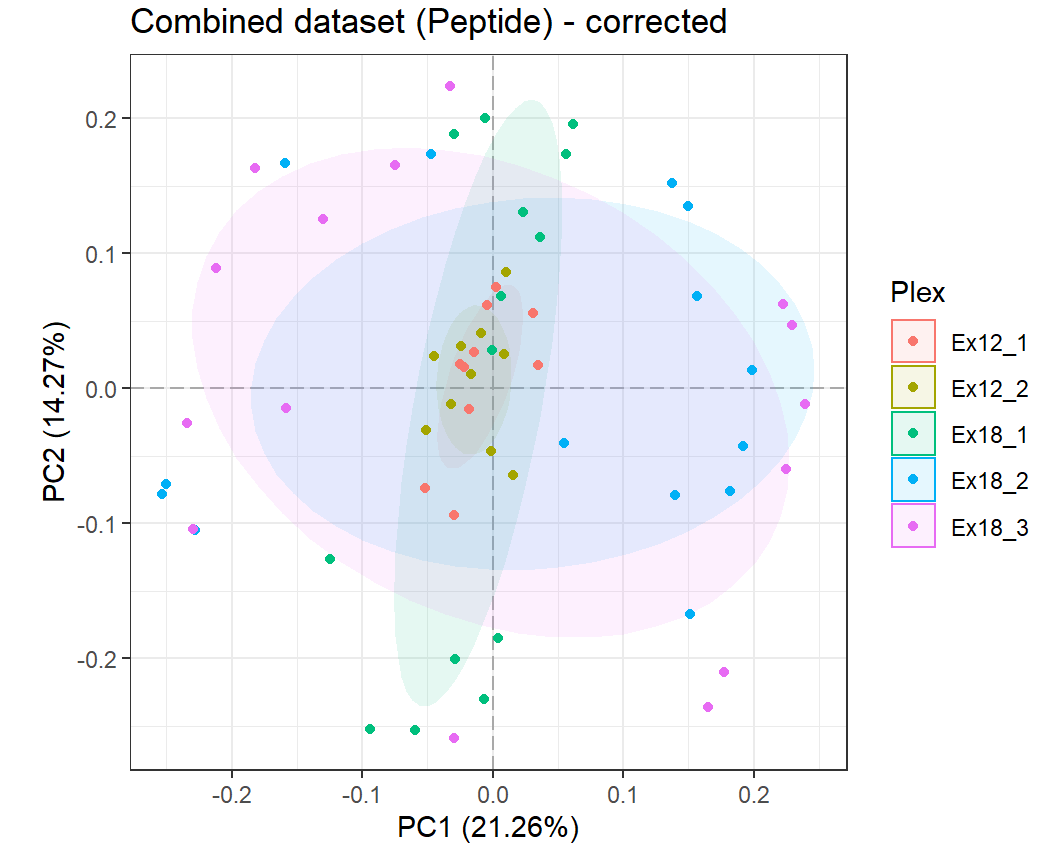 Combined dataset (Peptide) - corrected
0.2
0.1
0.0
-0.1
-0.2
PC2 (14.27%)
-0.2
-0.1
0.0
0.1
0.2
PC1 (21.26%)
Plex
Ex12_1
Ex12_2
Ex18_1
Ex18_2
Ex18_3